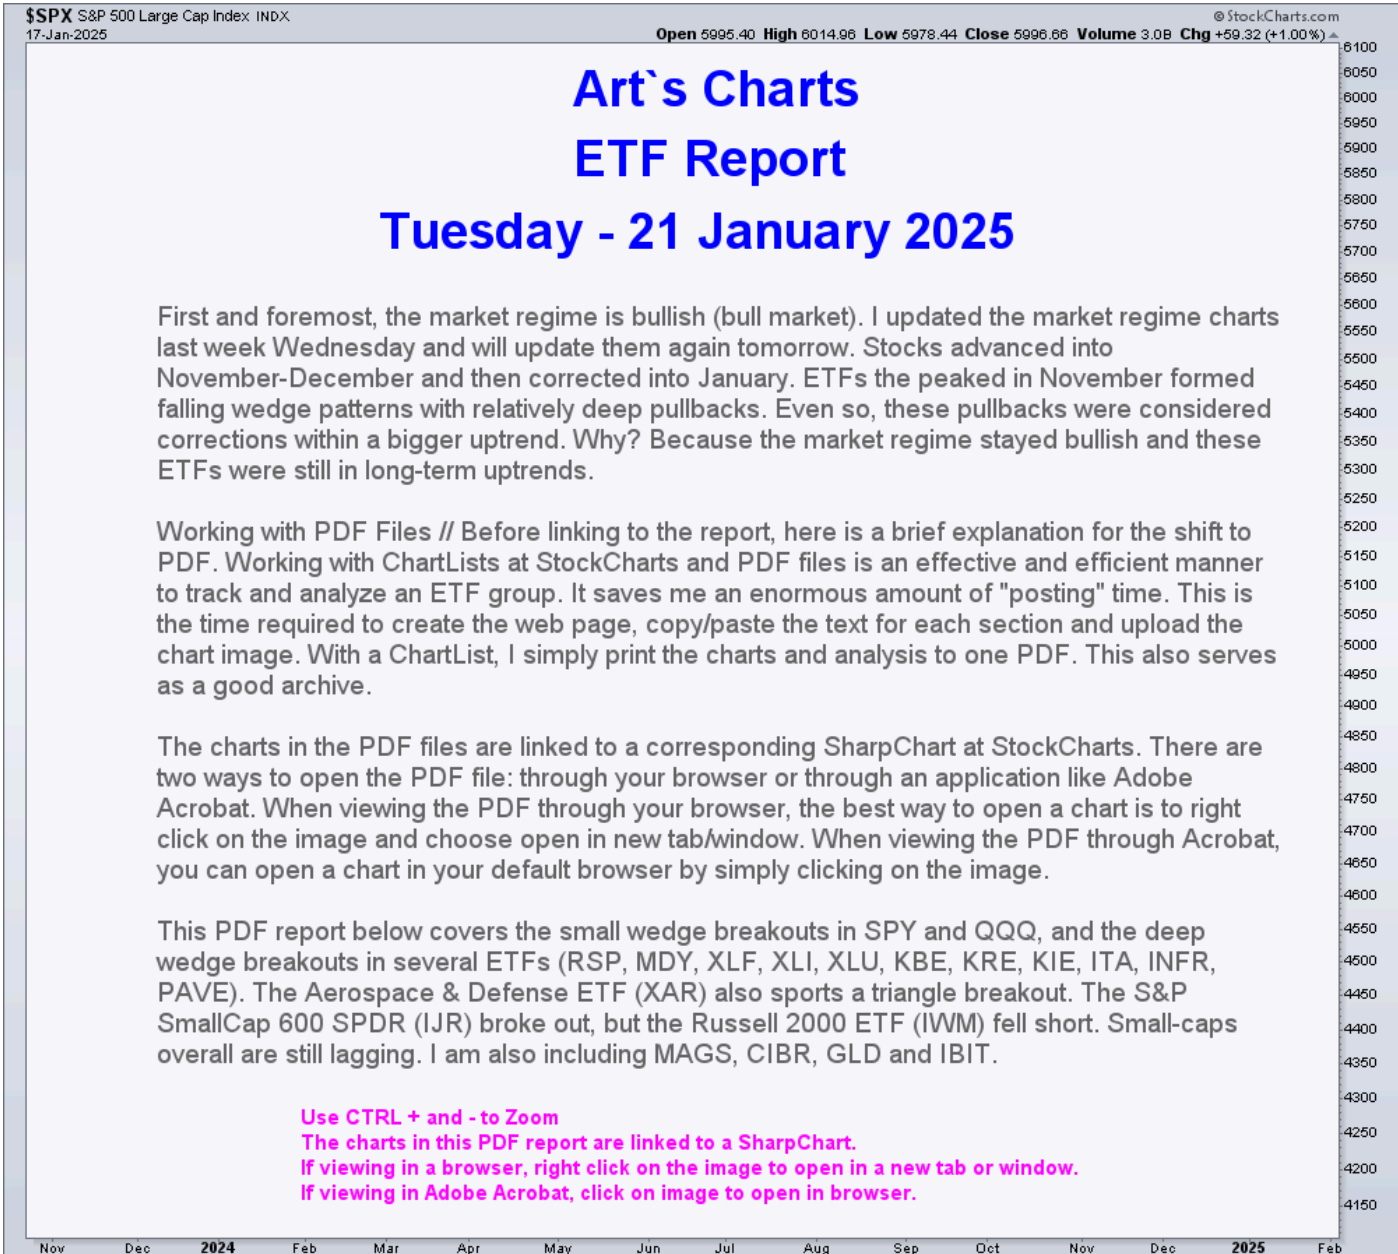 $SPX S&P 500 Large Cap Index INDX
© StockCharts.com
17-Jan-2025
Open 5995.40 High 6014.96 Low 5978.44 Close 5996.66 Volume 3.0B Chg +59.32 (+1.00%)
Art`s Charts
ETF Report
Tuesday - 21 January 2025
First and foremost, the market regime is bullish (bull market). I updated the market regime charts
last week Wednesday and will update them again tomorrow. Stocks advanced into
November-December and then corrected into January. ETFs the peaked in November formed
falling wedge patterns with relatively deep pullbacks. Even so, these pullbacks were considered
corrections within a bigger uptrend. Why? Because the market regime stayed bullish and these
ETFs were still in long-term uptrends.
Working with PDF Files // Before linking to the report, here is a brief explanation for the shift to
PDF. Working with ChartLists at StockCharts and PDF files is an effective and efficient manner
to track and analyze an ETF group. It saves me an enormous amount of "posting" time. This is
the time required to create the web page, copy/paste the text for each section and upload the
chart image. With a ChartList, I simply print the charts and analysis to one PDF. This also serves
as a good archive.
The charts in the PDF files are linked to a corresponding SharpChart at StockCharts. There are
two ways to open the PDF file: through your browser or through an application like Adobe
Acrobat. When viewing the PDF through your browser, the best way to open a chart is to right
click on the image and choose open in new tab/window. When viewing the PDF through Acrobat,
you can open a chart in your default browser by simply clicking on the image.
This PDF report below covers the small wedge breakouts in SPY and QQQ, and the deep
wedge breakouts in several ETFs (RSP, MDY, XLF, XLI, XLU, KBE, KRE, KIE, ITA, INFR,
PAVE). The Aerospace & Defense ETF (XAR) also sports a triangle breakout. The S&P
SmallCap 600 SPDR (IJR) broke out, but the Russell 2000 ETF (IWM) fell short. Small-caps
overall are still lagging. I am also including MAGS, CIBR, GLD and IBIT.
Use CTRL + and - to Zoom
The charts in this PDF report are linked to a SharpChart.
If viewing in a browser, right click on the image to open in a new tab or window.
If viewing in Adobe Acrobat, click on image to open in browser.
6100
6050
6000
5950
5900
5850
5800
5750
5700
5650
5600
5550
5500
5450
5400
5350
5300
5250
5200
5150
5100
5050
5000
4950
4900
4850
4800
4750
4700
4650
4600
4550
4500
4450
4400
4350
4300
4250
4200
4150
Nov Dec 2024 Feb Mar Apr May Jun Jul Aug Sep Oct Nov Dec 2025 Feb